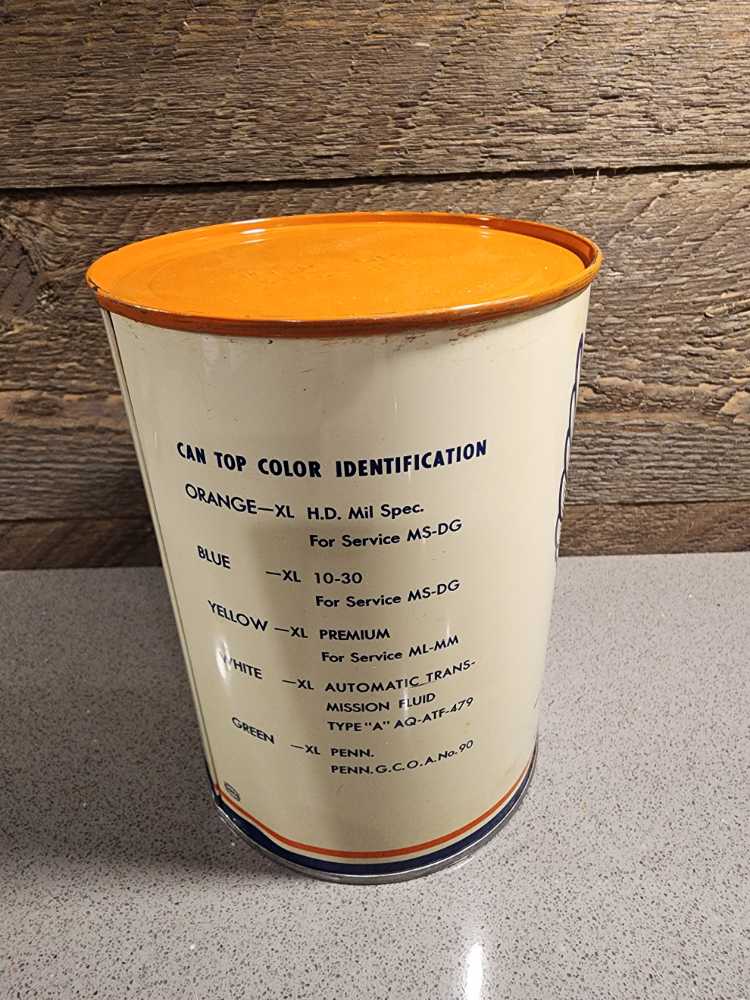 CAN TOP COLOR IDENTIFICATION
ORANGE—XL H.D. Mil Spec.
For Service MS-DG
BLUE —XL 10-30
For Service MS-DG
YELLOW —XL PREMIUM
For Service ML-MM
WHITE —XL AUTOMATIC TRANS-
MISSION FLUID
TYPE "A" AQ-ATF-479
GREEN —XL PENN.
PENN. G.C.O.A. No. 90